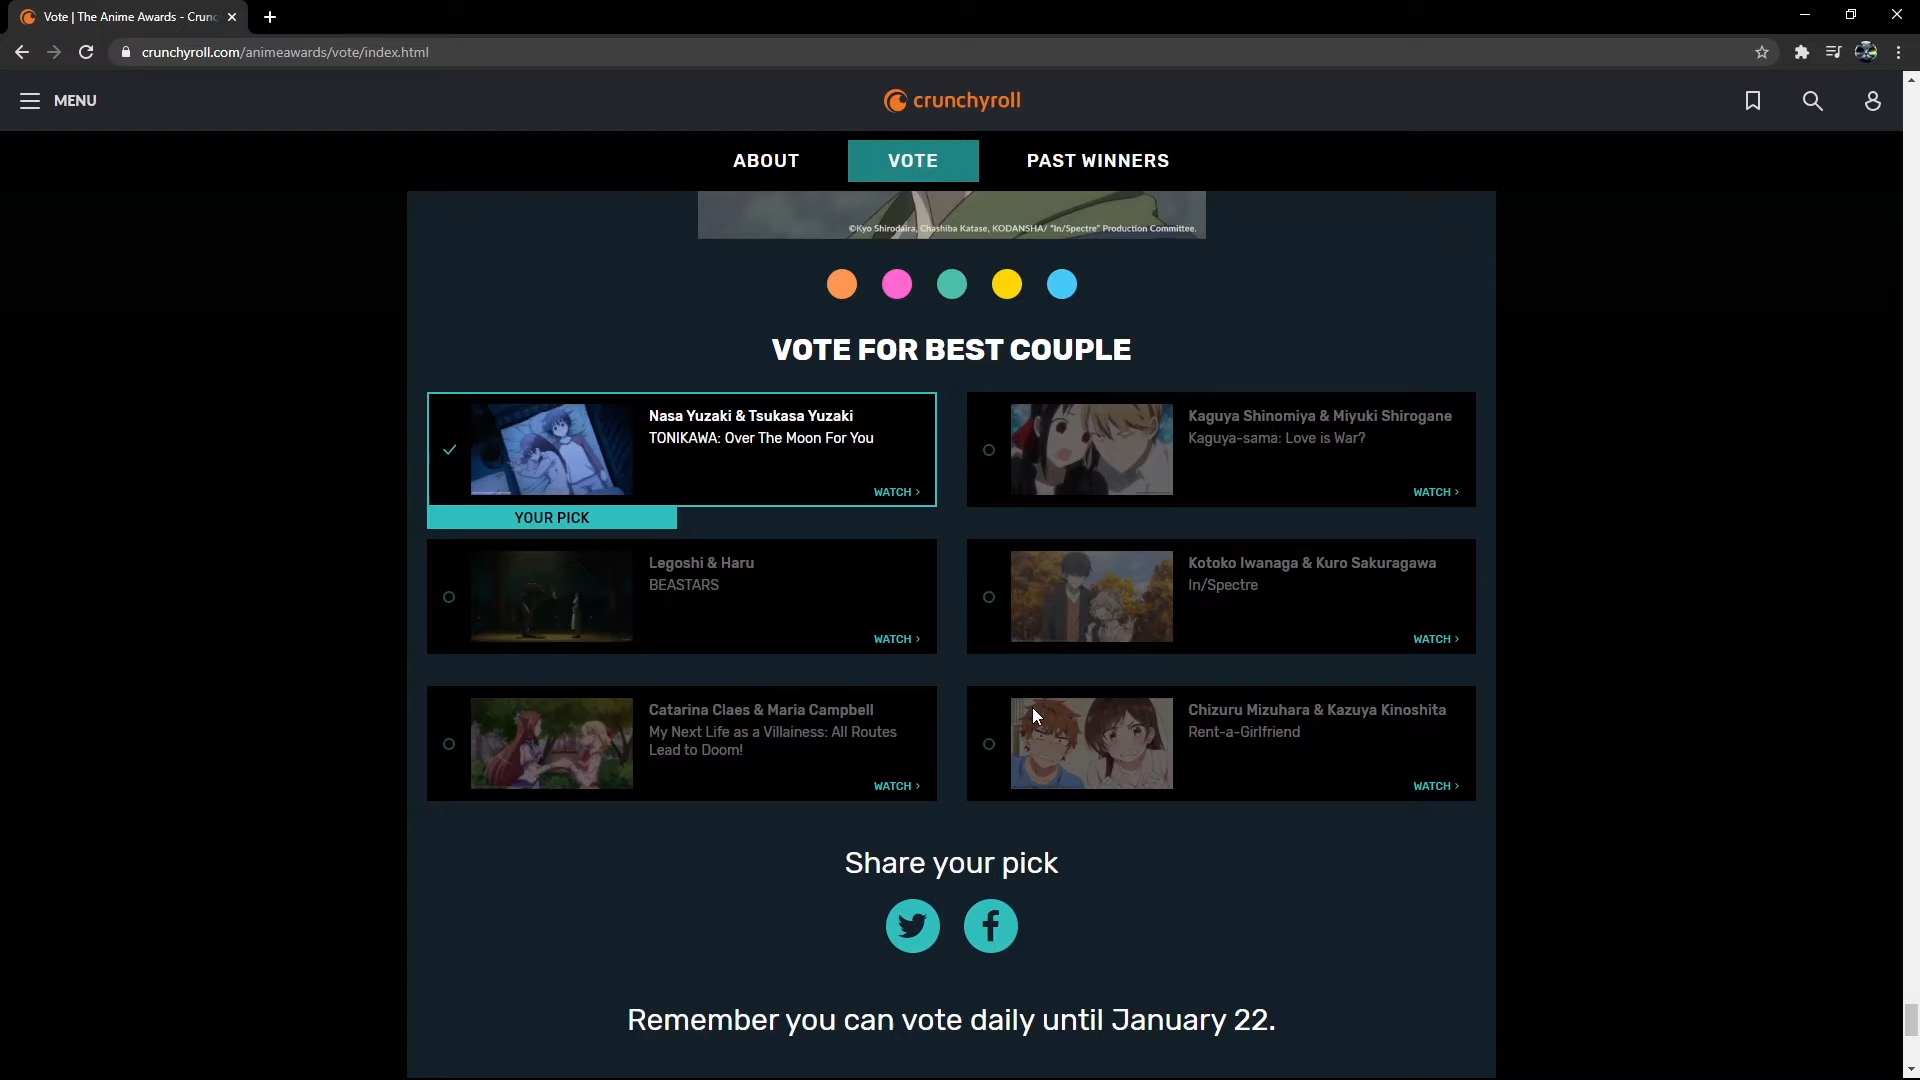 Vote | The Anime Awards - Crunc
crunchyroll.com/animeawards/vote/index.html
MENU
crunchyroll
ABOUT
VOTE
PAST WINNERS
©Kyo Shirodaira, Chashiba Katase, KODANSHA/ "In/Spectre" Production Committee.
VOTE FOR BEST COUPLE
Nasa Yuzaki & Tsukasa Yuzaki
TONIKAWA: Over The Moon For You
WATCH >
YOUR PICK
Kaguya Shinomiya & Miyuki Shirogane
Kaguya-sama: Love is War?
WATCH >
Legoshi & Haru
BEASTARS
WATCH >
Kotoko Iwanaga & Kuro Sakuragawa
In/Spectre
WATCH >
Catarina Claes & Maria Campbell
My Next Life as a Villainess: All Routes
Lead to Doom!
WATCH >
Chizuru Mizuhara & Kazuya Kinoshita
Rent-a-Girlfriend
WATCH >
Share your pick
Remember you can vote daily until January 22.